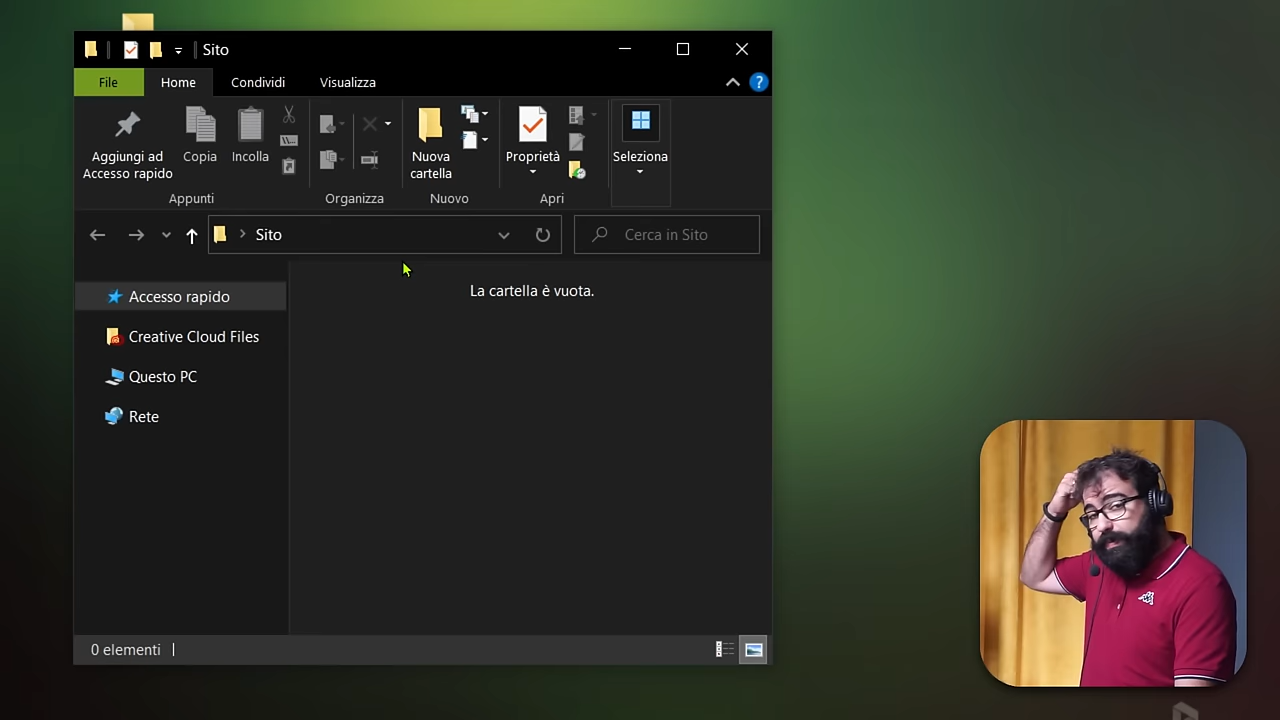 Sito
File
Home
Condividi
Visualizza
?
Aggiungi ad
Accesso rapido
Copia
Incolla
Nuova
cartella
Proprietà
Seleziona
Appunti
Organizza
Nuovo
Apri
Sito
Cerca in Sito
Accesso rapido
La cartella è vuota.
Creative Cloud Files
Questo PC
Rete
0 elementi